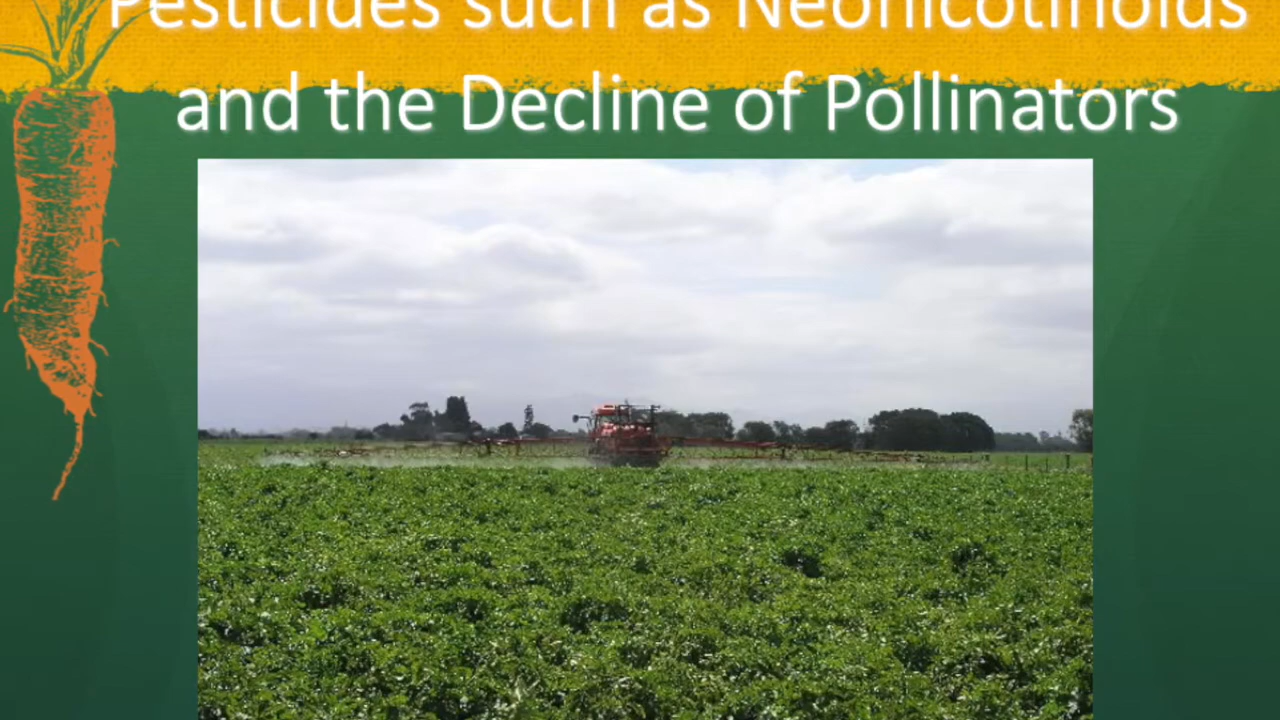 Pesticides such as Neonicotinoids
and the Decline of Pollinators